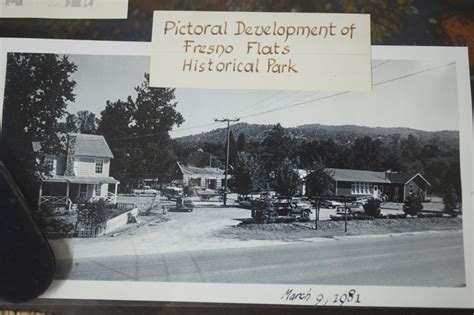 Pictoral Development of
Fresno Flats
Historical Park
March 9, 1981